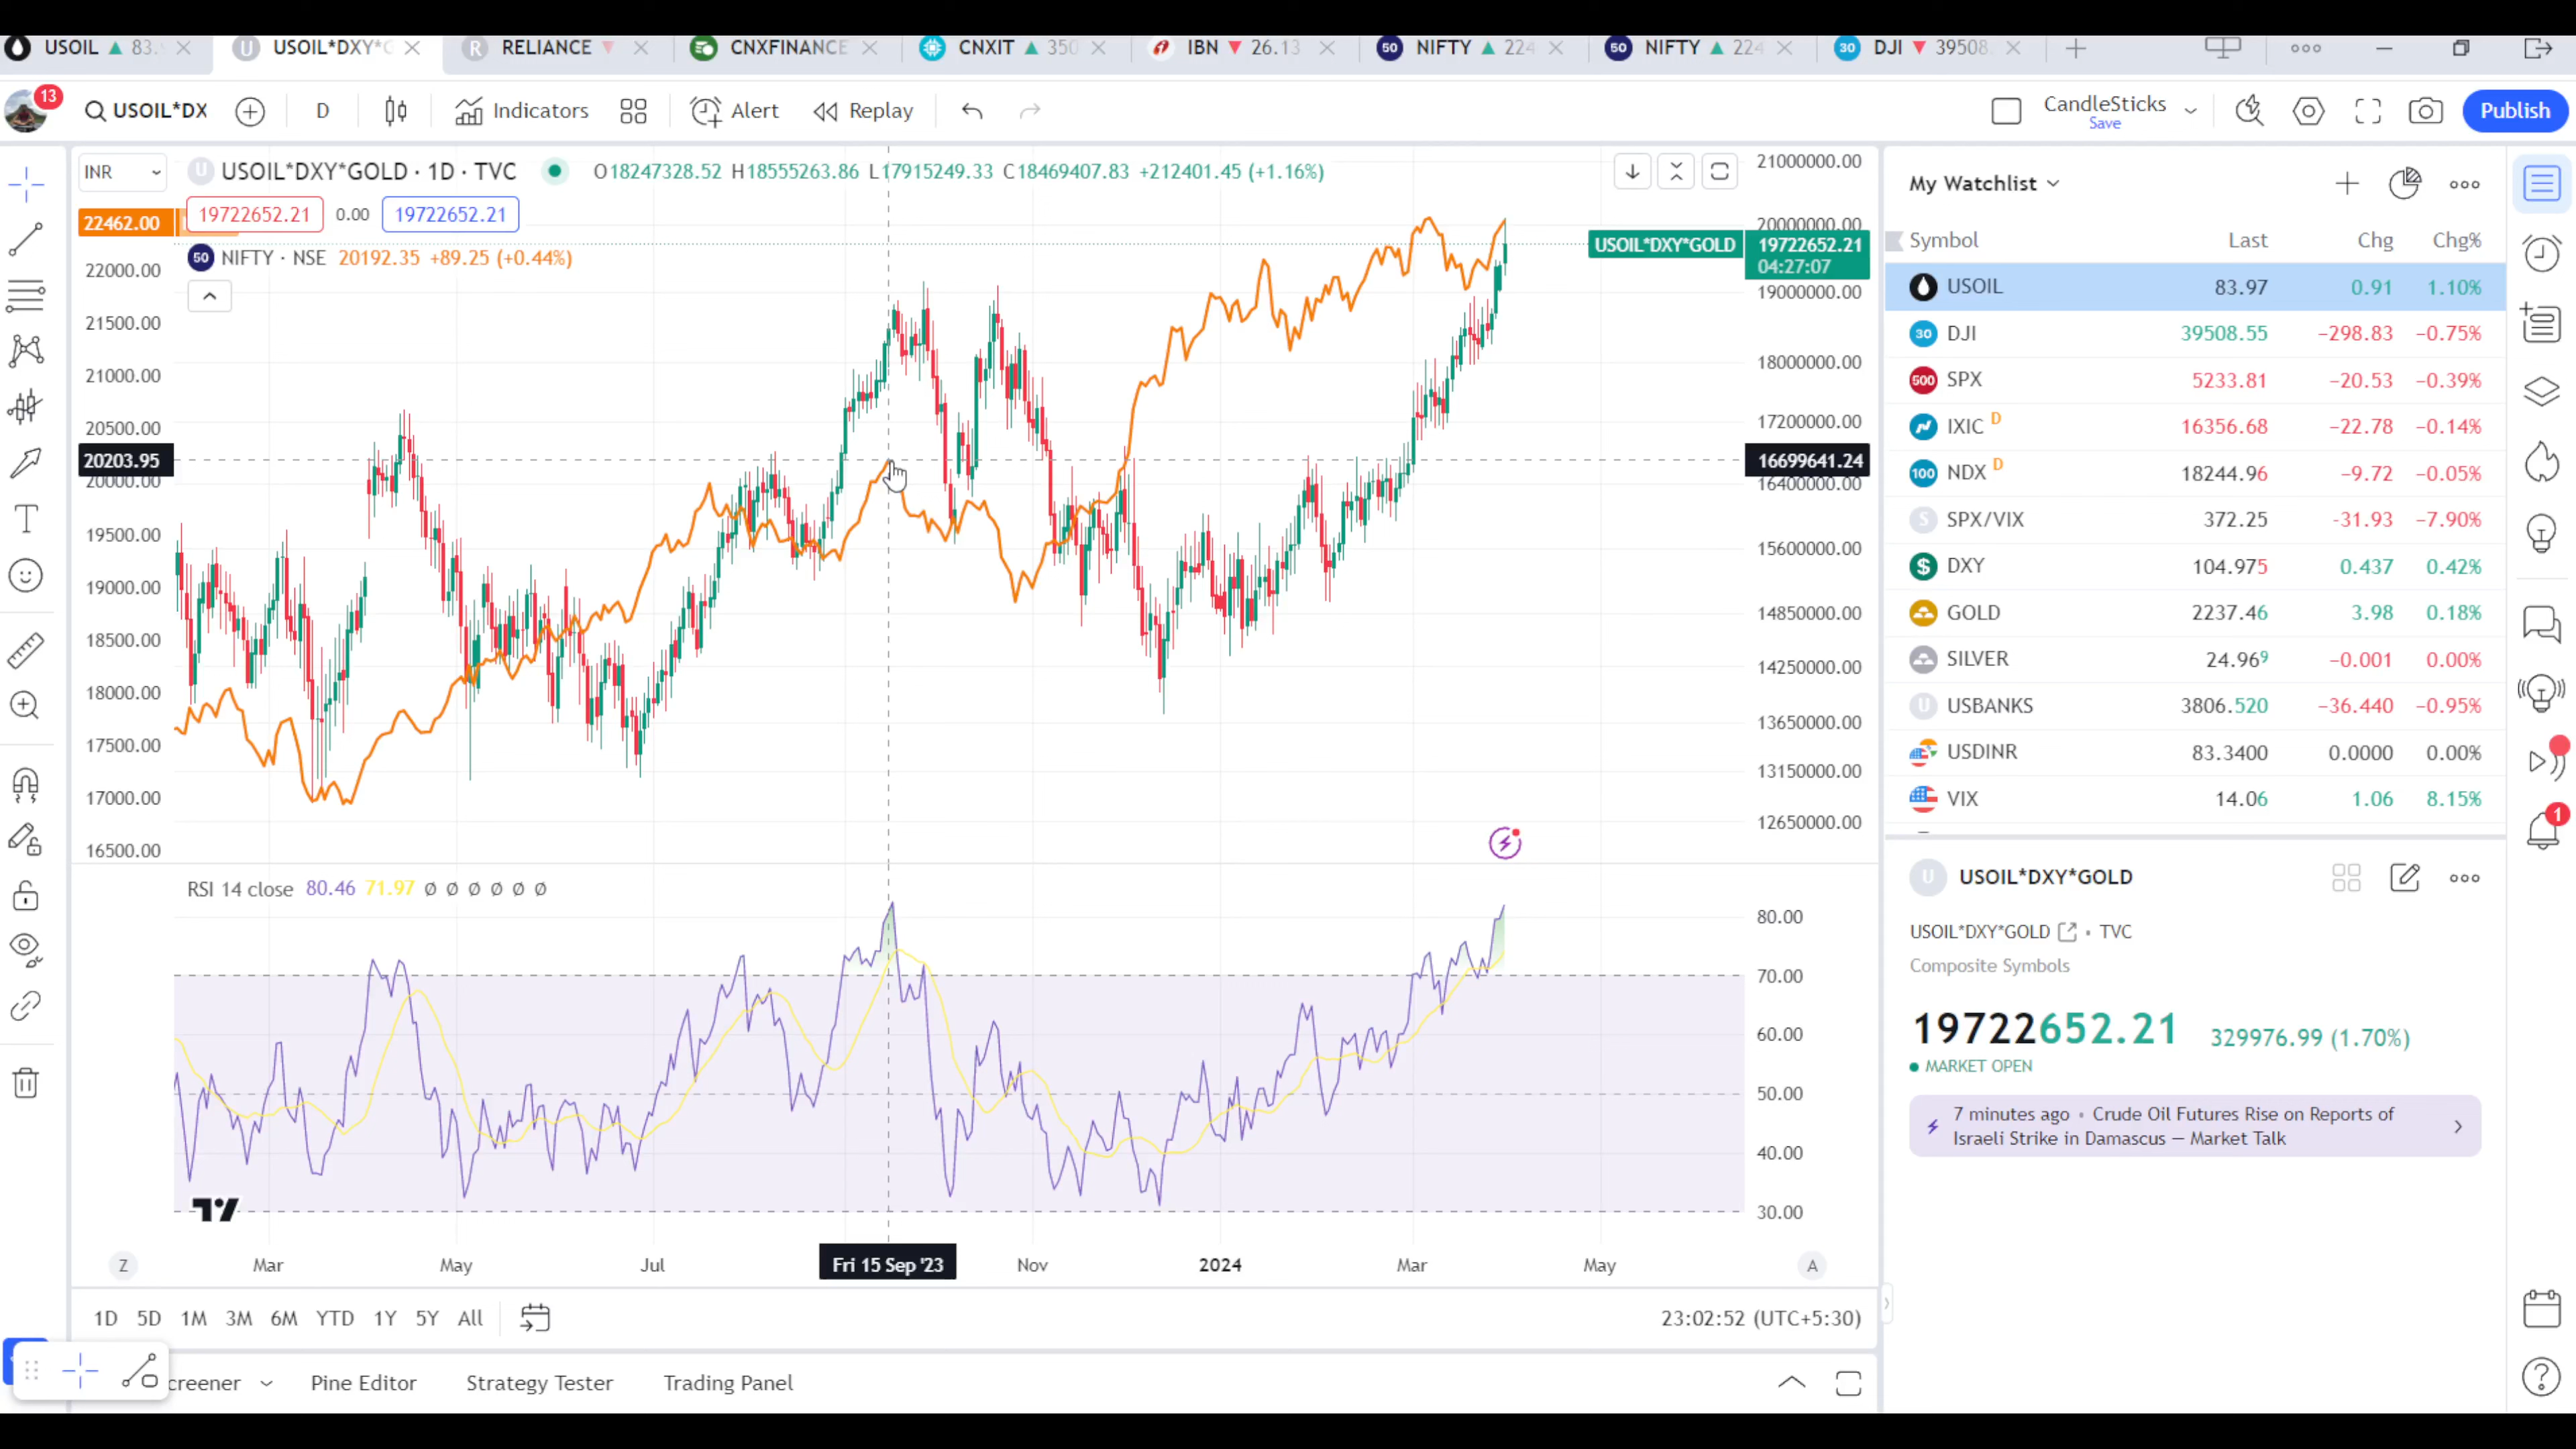 USOIL 83. USOIL*DXY*G RELIANCE CNXFINANCE CNXIT 350 IBN 26.13 NIFTY 224 NIFTY 224 DJI 39508.
13 USOIL*DX D Indicators Alert Replay CandleSticks Save Publish
INR USOIL*DXY*GOLD · 1D · TVC O18247328.52 H18555263.86 L17915249.33 C18469407.83 +212401.45 (+1.16%)
22462.00 19722652.21 0.00 19722652.21
50 NIFTY · NSE 20192.35 +89.25 (+0.44%)
22000.00
21500.00
21000.00
20500.00
20203.95
20000.00
19500.00
19000.00
18500.00
18000.00
17500.00
17000.00
16500.00
21000000.00
20000000.00
USOIL*DXY*GOLD 19722652.21
04:27:07
19000000.00
18000000.00
17200000.00
16699641.24
16400000.00
15600000.00
14850000.00
14250000.00
13650000.00
13150000.00
12650000.00
RSI 14 close 80.46 71.97 ∅ ∅ ∅ ∅ ∅ ∅
80.00
70.00
60.00
50.00
40.00
30.00
Z Mar May Jul Fri 15 Sep '23 Nov 2024 Mar May A
1D 5D 1M 3M 6M YTD 1Y 5Y All 23:02:52 (UTC+5:30)
creener Pine Editor Strategy Tester Trading Panel
My Watchlist
Symbol Last Chg Chg%
USOIL 83.97 0.91 1.10%
30 DJI 39508.55 −298.83 −0.75%
500 SPX 5233.81 −20.53 −0.39%
IXIC D 16356.68 −22.78 −0.14%
100 NDX D 18244.96 −9.72 −0.05%
S SPX/VIX 372.25 -31.93 −7.90%
$ DXY 104.975 0.437 0.42%
GOLD 2237.46 3.98 0.18%
SILVER 24.969 −0.001 0.00%
U USBANKS 3806.520 −36.440 −0.95%
USDINR 83.3400 0.0000 0.00%
VIX 14.06 1.06 8.15%
U USOIL*DXY*GOLD
USOIL*DXY*GOLD • TVC
Composite Symbols
19722652.21 329976.99 (1.70%)
MARKET OPEN
7 minutes ago • Crude Oil Futures Rise on Reports of
Israeli Strike in Damascus — Market Talk
1